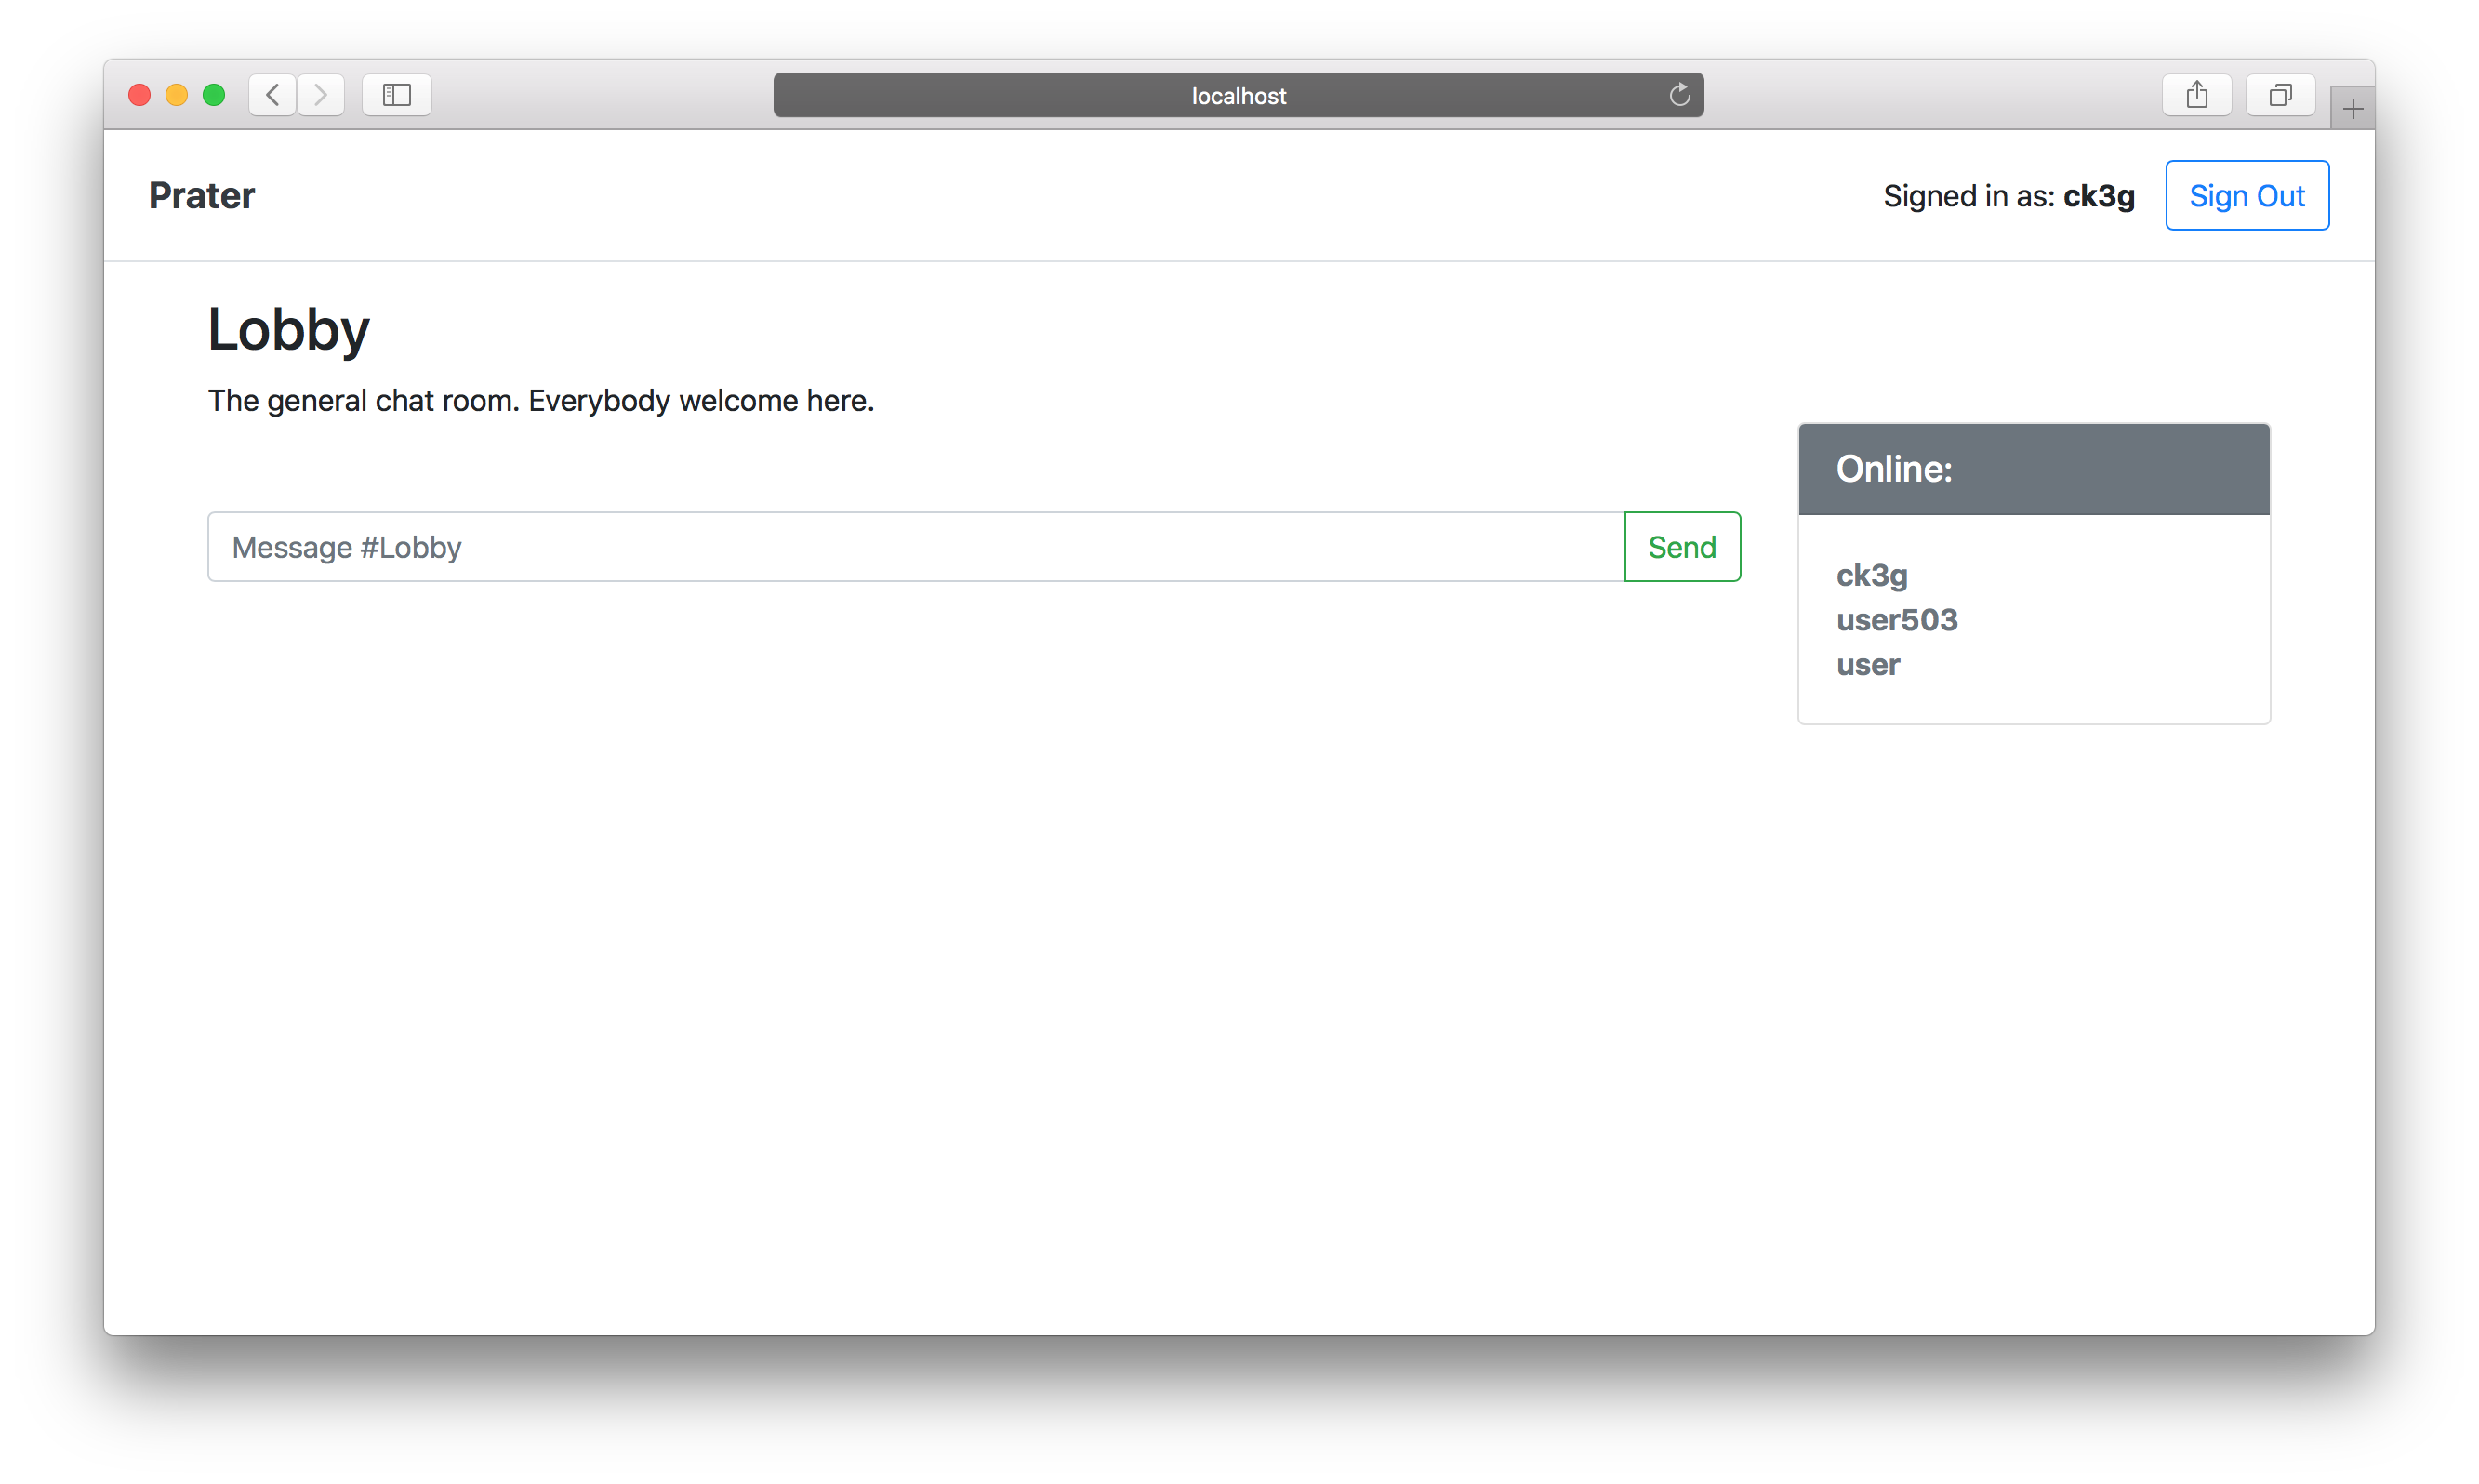 localhost
Prater
Signed in as: ck3g
Sign Out
Lobby
The general chat room. Everybody welcome here.
Message #Lobby
Send
Online:
ck3g
user503
user